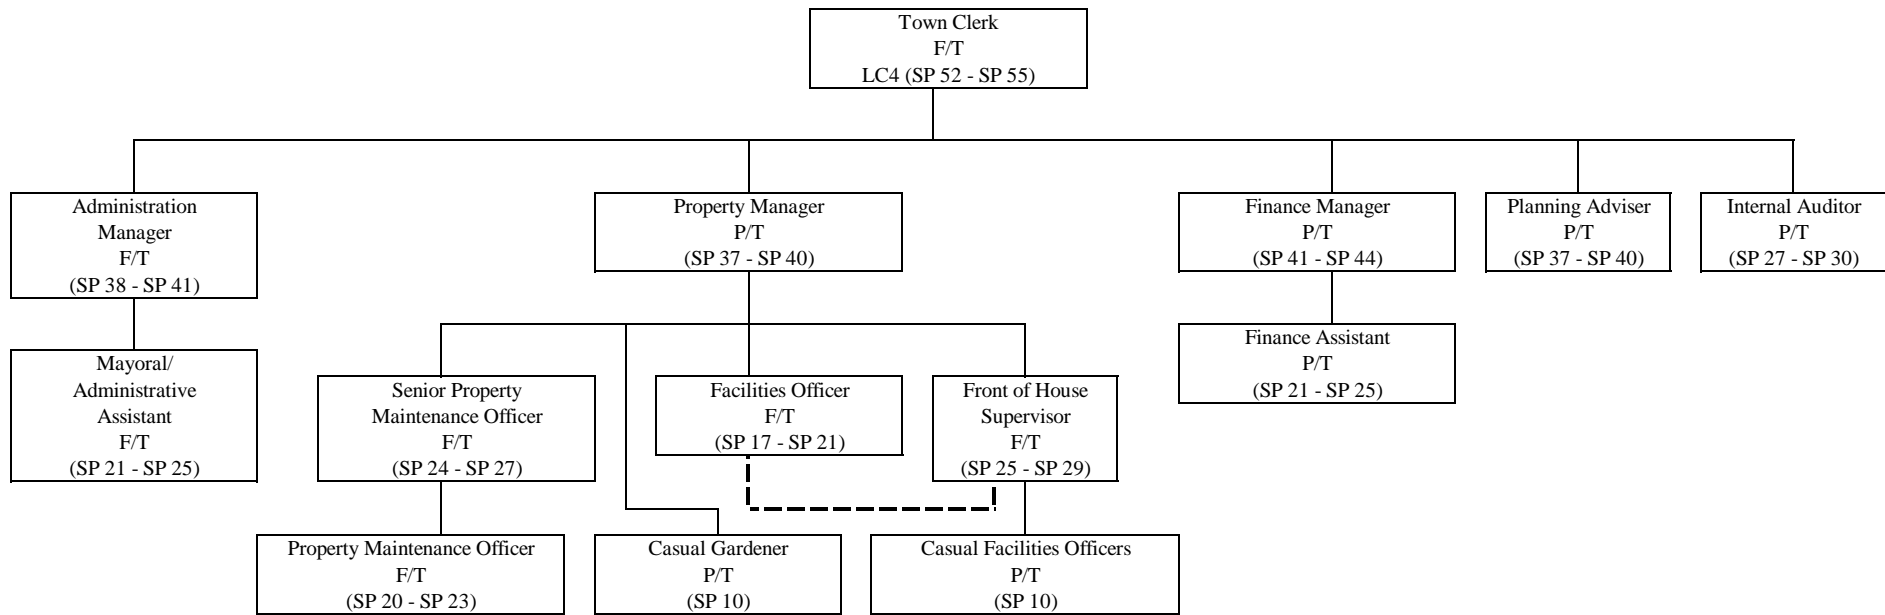 Town Clerk
F/T
LC4 (SP 52 - SP 55)
Administration
Manager
F/T
(SP 38 - SP 41)
Property Manager
P/T
(SP 37 - SP 40)
Finance Manager
P/T
(SP 41 - SP 44)
Planning Adviser
P/T
(SP 37 - SP 40)
Internal Auditor
P/T
(SP 27 - SP 30)
Mayoral/
Administrative
Assistant
F/T
(SP 21 - SP 25)
Senior Property
Maintenance Officer
F/T
(SP 24 - SP 27)
Facilities Officer
F/T
(SP 17 - SP 21)
Front of House
Supervisor
F/T
(SP 25 - SP 29)
Finance Assistant
P/T
(SP 21 - SP 25)
Property Maintenance Officer
F/T
(SP 20 - SP 23)
Casual Gardener
P/T
(SP 10)
Casual Facilities Officers
P/T
(SP 10)